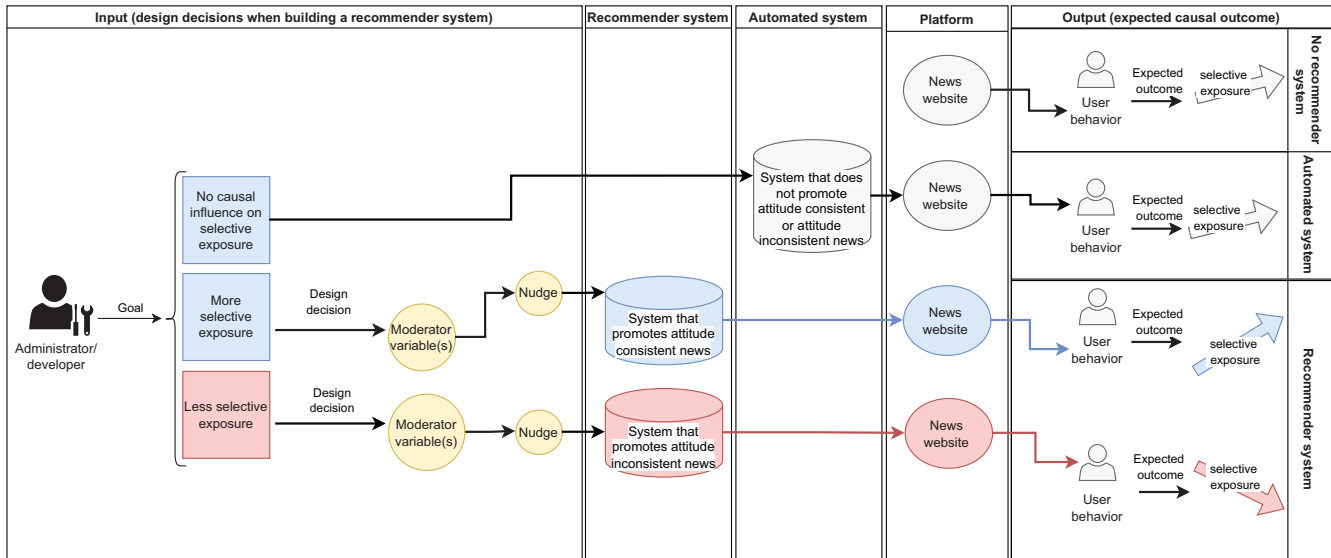 Input (design decisions when building a recommender system)
Recommender system
Automated system
Platform
Output (expected causal outcome)
News
website
User
behavior
Expected
outcome
selective
exposure
No recommender
system
No causal
influence on
selective
exposure
System that does
not promote
attitude consistent
or attitude
inconsistent news
News
website
User
behavior
Expected
outcome
selective
exposure
Automated system
Administrator/
developer
Goal
More
selective
exposure
Design
decision
Moderator
variable(s)
Nudge
System that
promotes attitude
consistent news
News
website
User
behavior
Expected
outcome
selective
exposure
Less selective
exposure
Design
decision
Moderator
variable(s)
Nudge
System that
promotes attitude
inconsistent news
News
website
User
behavior
Expected
outcome
selective
exposure
Recommender system